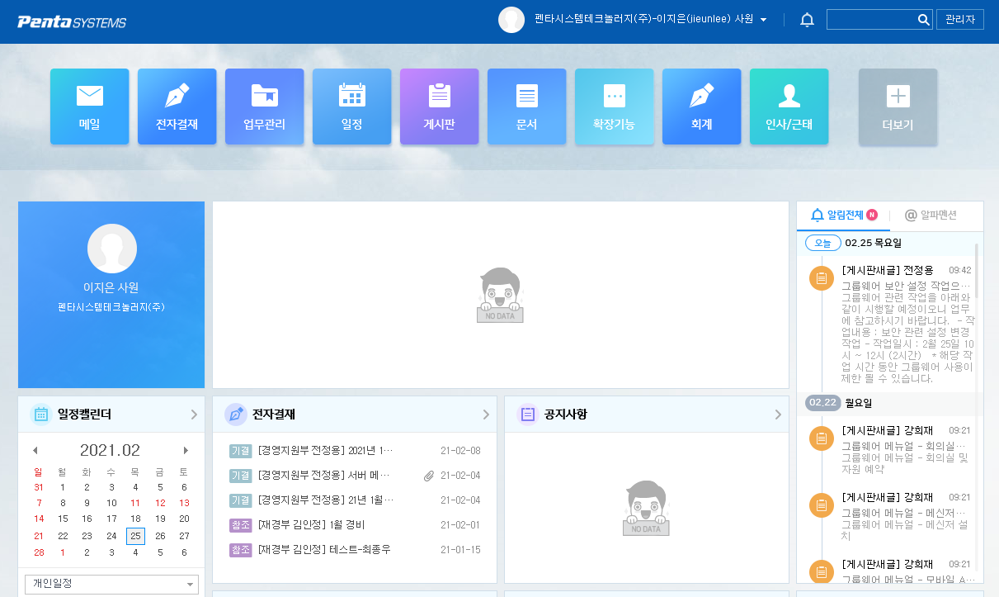 Penta SYSTEMS
펜타시스템테크놀러지(주)-이지은(jieunlee) 사원
관리자
메일
전자결재
업무관리
일정
게시판
문서
확장기능
회계
인사/근태
더보기
이지은 사원
펜타시스템테크놀러지(주)
NO DATA
알림전체 N
@ 알파멘션
오늘 02.25 목요일
[게시판새글] 전정용 09:42
그룹웨어 보안 설정 작업으…
그룹웨어 관련 작업을 아래와
같이 시행할 예정이오니 업무
에 참고하시기 바랍니다. - 작
업내용 : 보안 관련 설정 변경
작업 - 작업일시 : 2월 25일 10
시 ~ 12시 (2시간) * 해당 작
업 시간 동안 그룹웨어 사용이
제한 될 수 있습니다.
02.22 월요일
[게시판새글] 강희재 09:21
그룹웨어 메뉴얼 - 회의실…
그룹웨어 메뉴얼 - 회의실 및
자원 예약
[게시판새글] 강희재 09:21
그룹웨어 메뉴얼 - 메신저…
그룹웨어 메뉴얼 - 메신저 설
치
[게시판새글] 강희재 09:21
그룹웨어 메뉴얼 - 모바일 A…
일정캘린더
2021.02
일 월 화 수 목 금 토
31 1 2 3 4 5 6
7 8 9 10 11 12 13
14 15 16 17 18 19 20
21 22 23 24 25 26 27
28 1 2 3 4 5 6
개인일정
전자결재
기결 [경영지원부 전정용] 2021년 1… 21-02-08
기결 [경영지원부 전정용] 서버 메… 21-02-04
기결 [경영지원부 전정용] 21년 1월… 21-02-04
참조 [재경부 김인정] 1월 경비 21-02-01
참조 [재경부 김인정] 테스트-최종우 21-01-15
공지사항
NO DATA